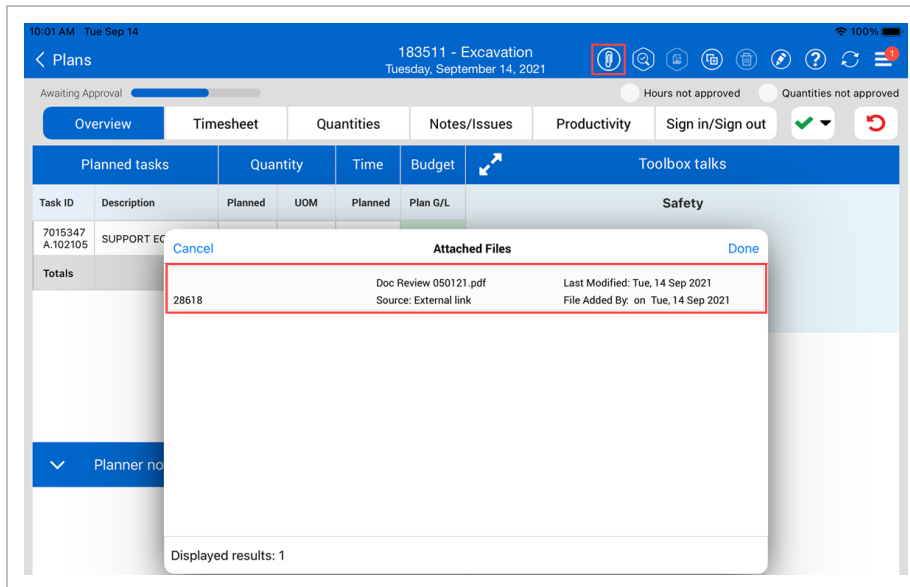 10:01 AM Tue Sep 14
100%
Plans
183511 - Excavation
Tuesday, September 14, 2021
1
Awaiting Approval
Hours not approved
Quantities not approved
Overview
Timesheet
Quantities
Notes/Issues
Productivity
Sign in/Sign out
Planned tasks
Quantity
Time
Budget
Toolbox talks
Task ID
Description
Planned
UOM
Planned
Plan G/L
Safety
7015347
A.102105
SUPPORT EC
Totals
Cancel
Attached Files
Done
Doc Review 050121.pdf
Last Modified: Tue, 14 Sep 2021
28618
Source: External link
File Added By: on Tue, 14 Sep 2021
Planner no
Displayed results: 1